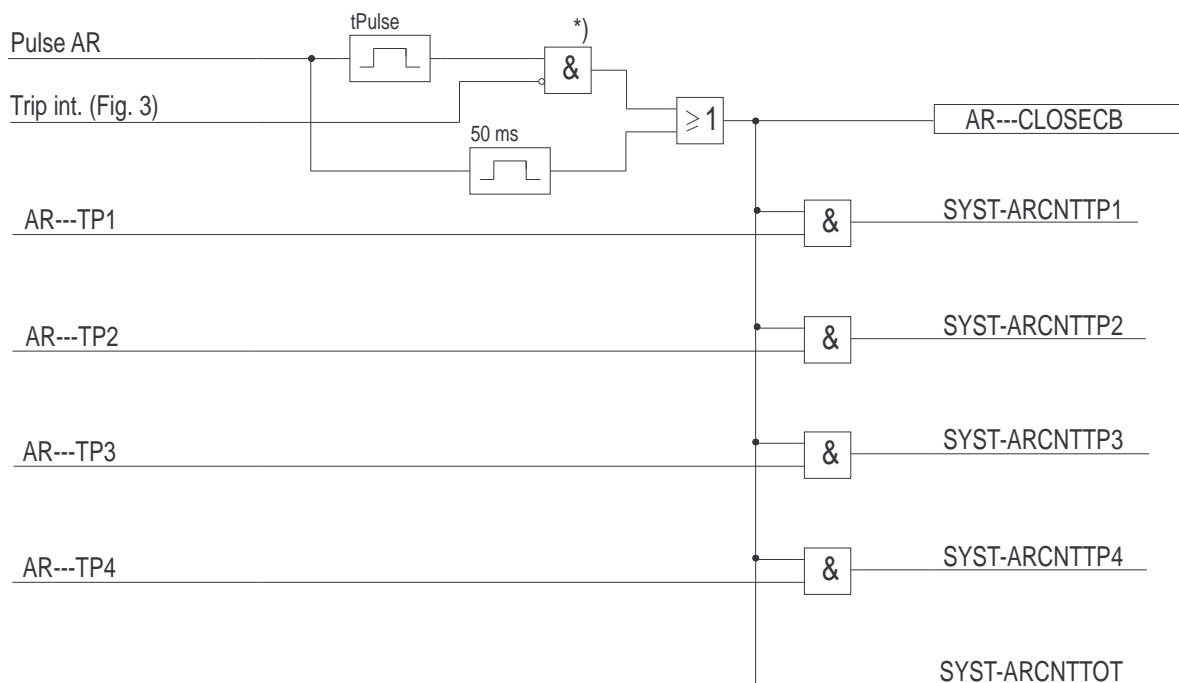 tPulse
*)
Pulse AR
&
Trip int. (Fig. 3)
≥1
AR---CLOSECB
50 ms
AR---TP1
&
SYST-ARCNTTP1
AR---TP2
&
SYST-ARCNTTP2
AR---TP3
&
SYST-ARCNTTP3
AR---TP4
&
SYST-ARCNTTP4
SYST-ARCNTTOT